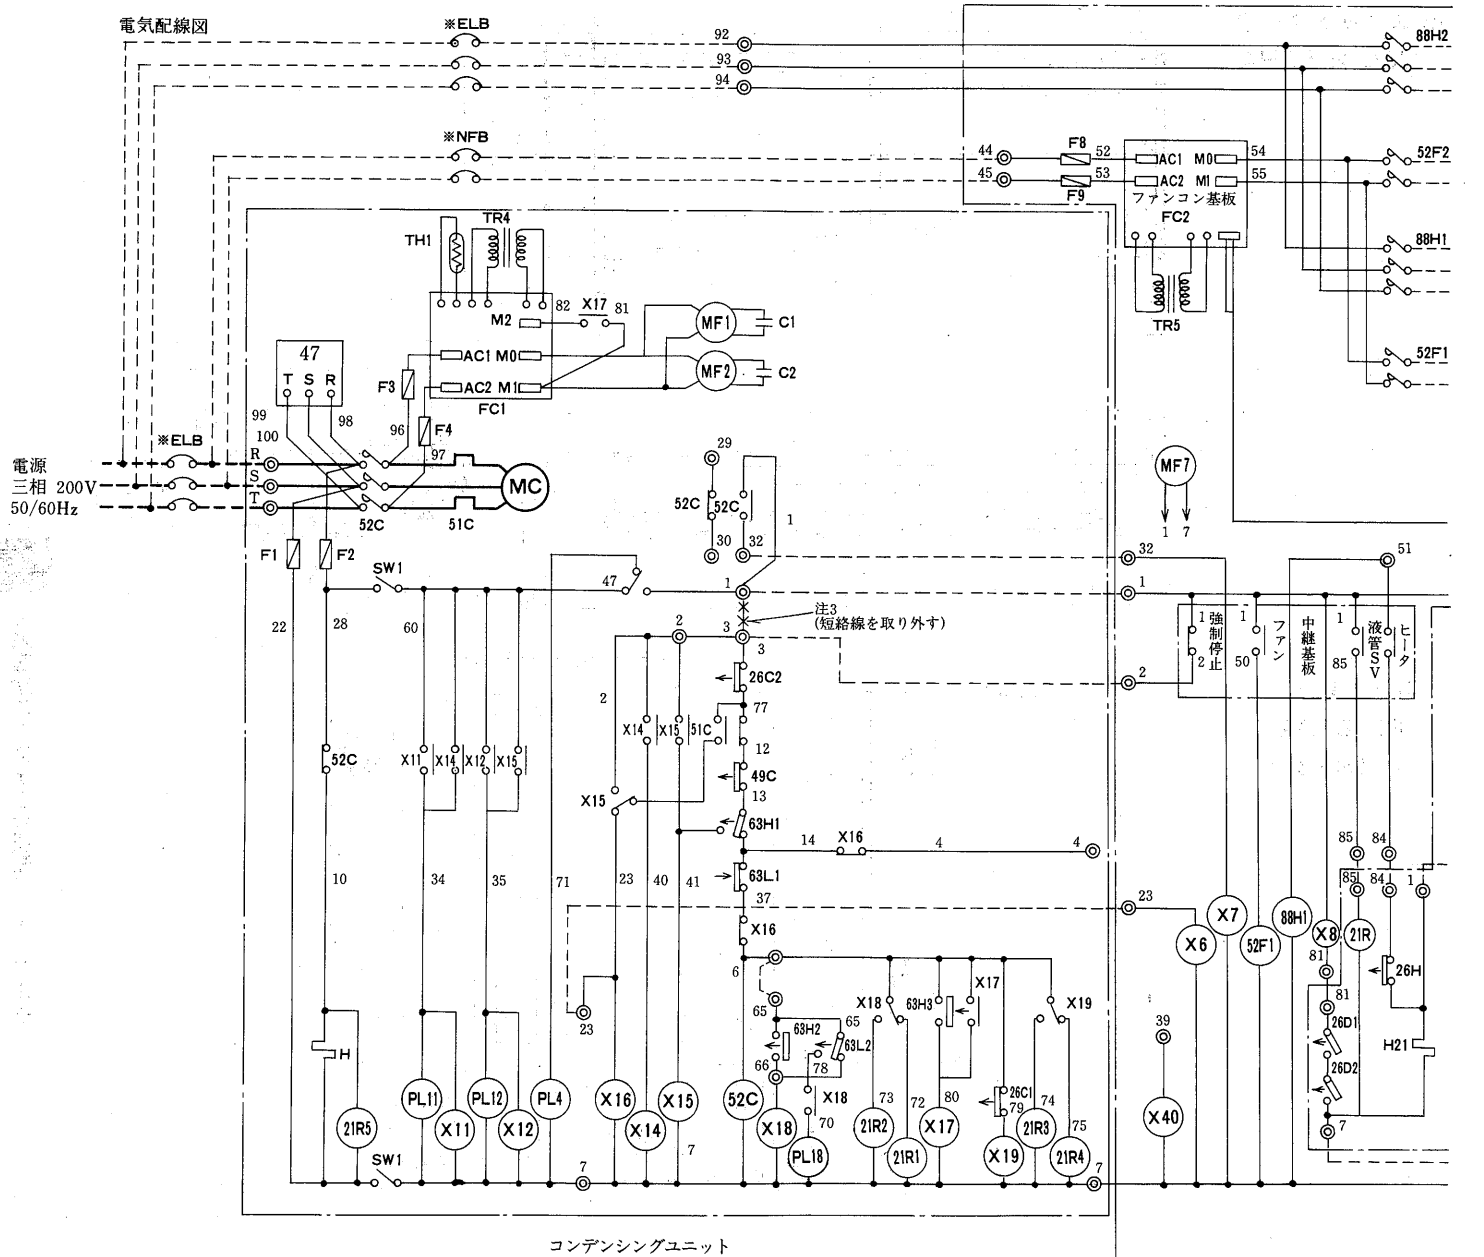 電気配線図
※ELB
92
93
94
88H2
※NFB
44
45
F8
52
F9
53
AC1 M0
AC2 M1
54
55
ファンコン基板
FC2
52F2
TR5
88H1
52F1
TH1
TR4
82
X17
81
M2
AC1 M0
AC2 M1
FC1
MF1
C1
MF2
C2
47
T S R
F3
F4
99
100
98
96
97
※ELB
電源
三相 200V
50/60Hz
R
S
T
52C
51C
MC
29
52C
52C
1
30
32
MF7
1
7
F1
F2
SW1
47
1
32
1
51
22
28
60
注3
(短絡線を取り外す)
2
3
3
26C2
2
1
強制停止
2
1
ファン
50
中継基板
1
液管SV
85
ヒータ
2
77
X14
X15
51C
12
52C
X11
X14
X12
X15
49C
13
X15
63H1
14
X16
4
4
85
84
10
34
35
71
23
40
41
63L1
37
23
85
84
1
X16
X6
X7
52F1
88H1
X8
21R
6
81
26H
65
X18
63H3
X17
X19
23
63H2
65
63L2
81
26D1
39
H21
H
66
78
26D2
PL11
PL12
PL4
X16
X15
52C
X18
X18
73
72
80
26C1
79
74
75
21R5
X11
X12
X14
70
21R2
X17
21R3
X40
7
SW1
7
7
PL18
21R1
X19
21R4
7
コンデンシングユニット